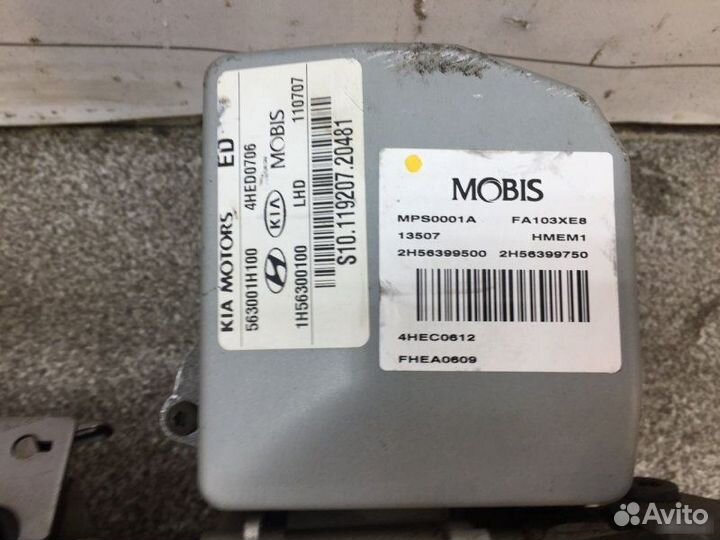 KIA MOTORS ED
563001H100 4HED0706
KIA MOBIS
1H56300100 LHD 110707
S10.119207.20481
MOBIS
MPS0001A FA103XE8
13507 HMEM1
2H56399500 2H56399750
4HEC0612
FHEA0609
Avito